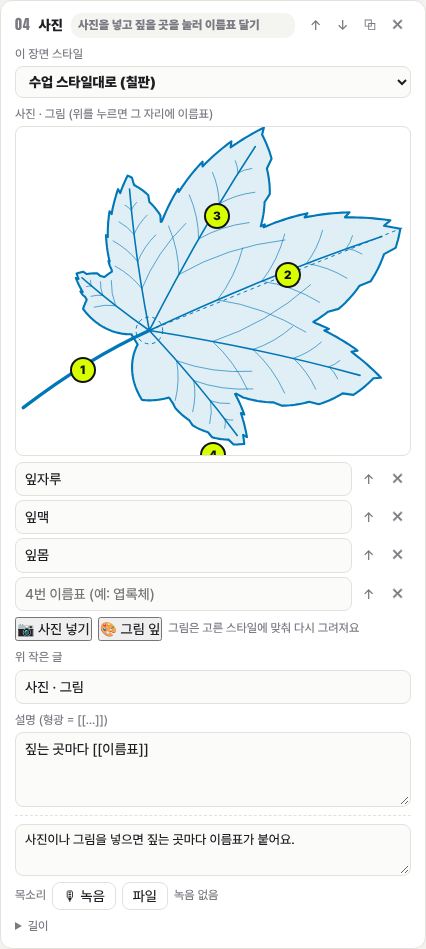 04 사진 사진을 넣고 짚을 곳을 눌러 이름표 달기
이 장면 스타일
수업 스타일대로 (칠판)
사진 · 그림 (위를 누르면 그 자리에 이름표)
3
2
1
4
잎자루
잎맥
잎몸
4번 이름표 (예: 엽록체)
📷 사진 넣기 🎨 그림 잎 그림은 고른 스타일에 맞춰 다시 그려져요
위 작은 글
사진 · 그림
설명 (형광 = [[...]])
짚는 곳마다 [[이름표]]
사진이나 그림을 넣으면 짚는 곳마다 이름표가 붙어요.
목소리 🎙 녹음 파일 녹음 없음
▶ 길이